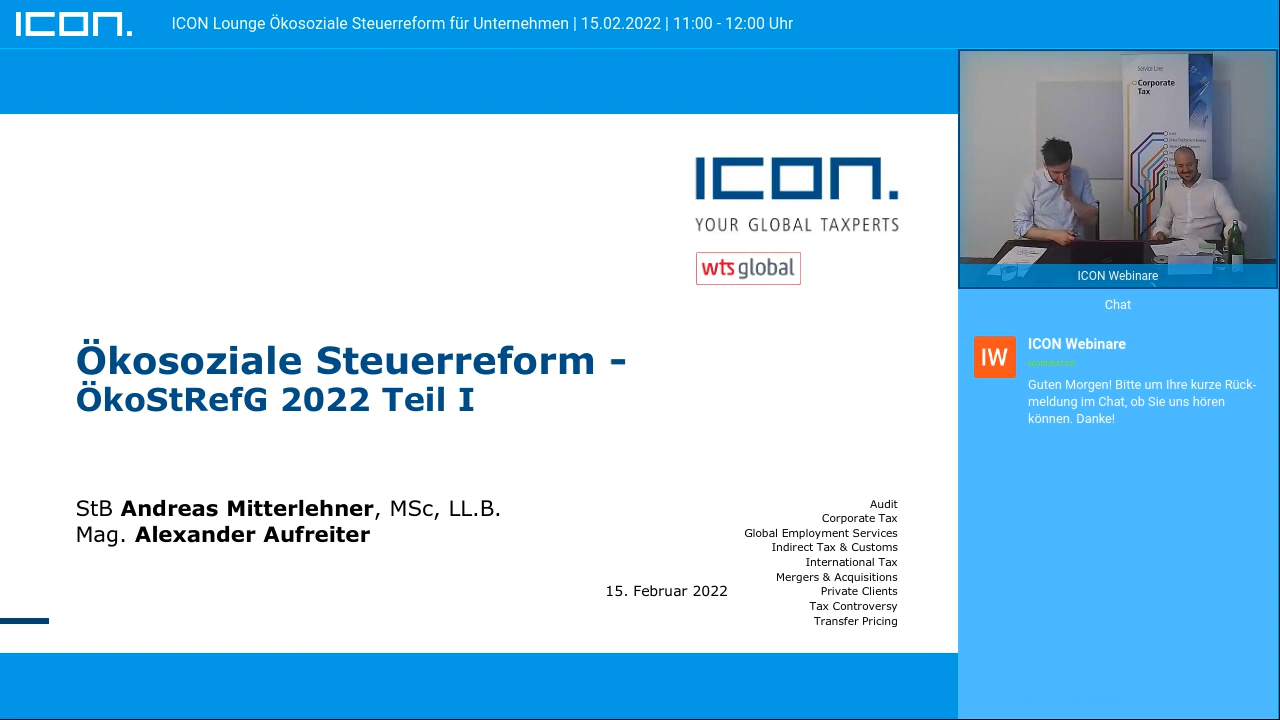 ICON.
ICON Lounge Ökosoziale Steuerreform für Unternehmen | 15.02.2022 | 11:00 - 12:00 Uhr
ICON.
YOUR GLOBAL TAXPERTS
wts global
Ökosoziale Steuerreform -
ÖkoStRefG 2022 Teil I
StB Andreas Mitterlehner, MSc, LL.B.
Mag. Alexander Aufreiter
15. Februar 2022
Audit
Corporate Tax
Global Employment Services
Indirect Tax & Customs
International Tax
Mergers & Acquisitions
Private Clients
Tax Controversy
Transfer Pricing
Service Line
Corporate
Tax
ICON Webinare
Chat
IW
ICON Webinare
MODERATOR
Guten Morgen! Bitte um Ihre kurze Rück-
meldung im Chat, ob Sie uns hören
können. Danke!